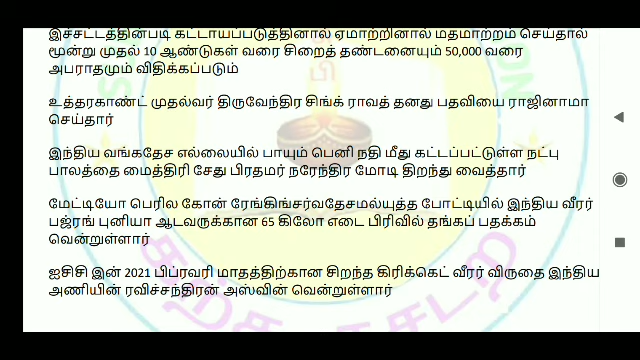 இச்சட்டத்தின்படி கட்டாயப்படுத்தினால் ஏமாற்றினால் மதமாற்றம் செய்தால்
மூன்று முதல் 10 ஆண்டுகள் வரை சிறைத் தண்டனையும் 50,000 வரை
அபராதமும் விதிக்கப்படும்
உத்தரகாண்ட் முதல்வர் திருவேந்திர சிங்க் ராவத் தனது பதவியை ராஜினாமா
செய்தார்
இந்திய வங்கதேச எல்லையில் பாயும் பெனி நதி மீது கட்டப்பட்டுள்ள நட்பு
பாலத்தை மைத்திரி சேது பிரதமர் நரேந்திர மோடி திறந்து வைத்தார்
மேட்டியோ பெரில கோன் ரேங்கிங்சர்வதேசமல்யுத்த போட்டியில் இந்திய வீரர்
பஜ்ரங் புனியா ஆடவருக்கான 65 கிலோ எடை பிரிவில் தங்கப் பதக்கம்
வென்றுள்ளார்
ஐசிசி இன் 2021 பிப்ரவரி மாதத்திற்கான சிறந்த கிரிக்கெட் வீரர் விருதை இந்திய
அணியின் ரவிச்சந்திரன் அஸ்வின் வென்றுள்ளார்